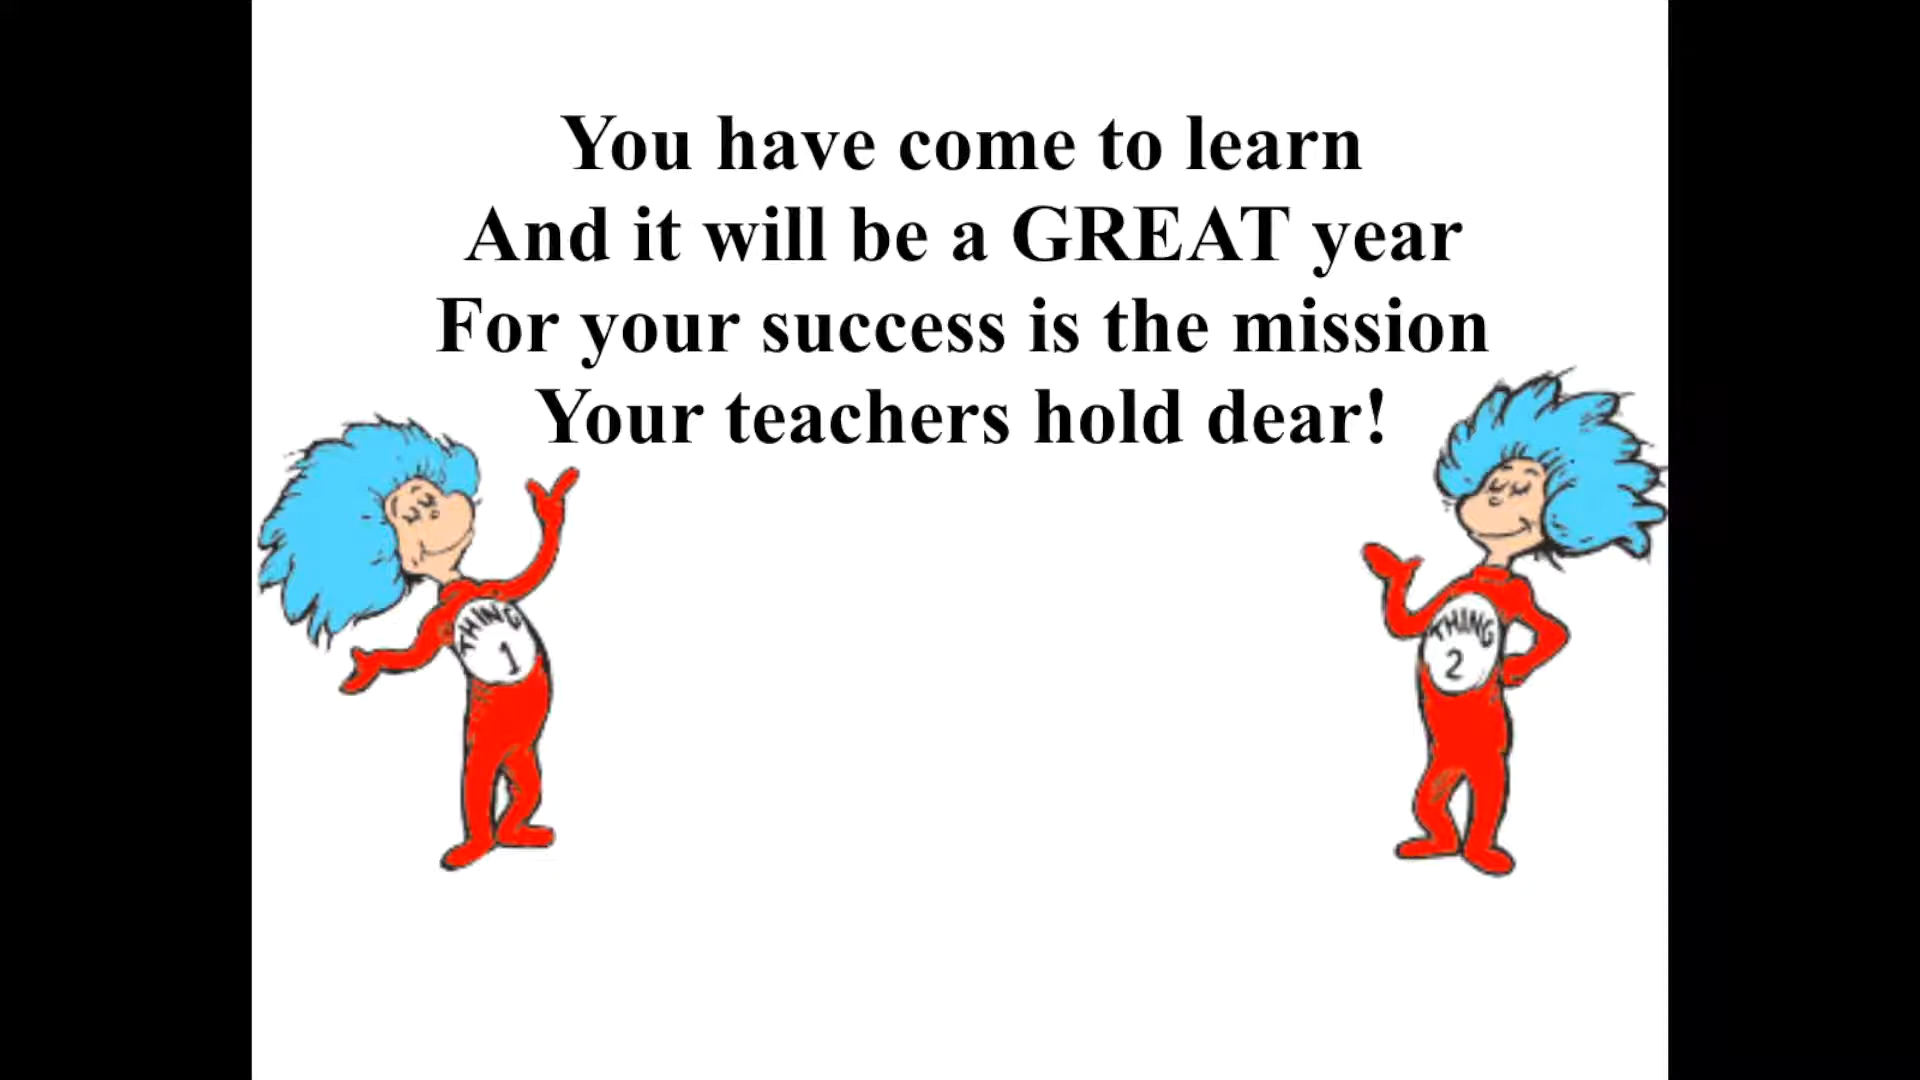 You have come to learn
And it will be a GREAT year
For your success is the mission
Your teachers hold dear!
THING
1
THING
2